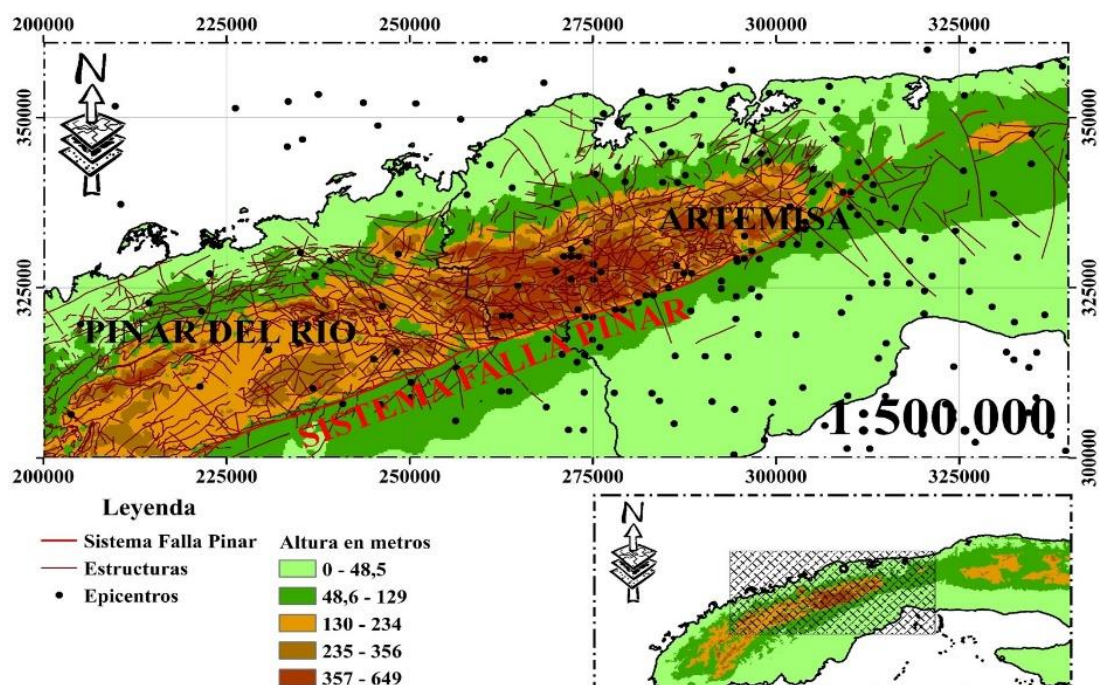 200000 225000 250000 275000 300000 325000
N
350000
350000
ARTEMISA
325000
325000
PINAR DEL RÍO
SISTEMA FALLA PINAR
1:500.000
300000
200000 225000 250000 275000 300000 325000
Leyenda
Sistema Falla Pinar
Estructuras
Epicentros
Altura en metros
0 - 48,5
48,6 - 129
130 - 234
235 - 356
357 - 649
N